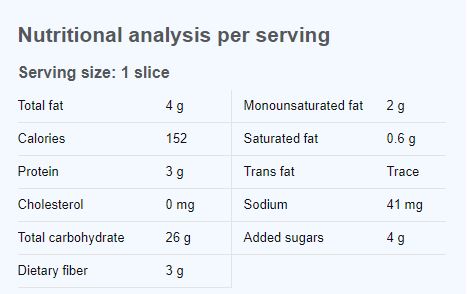 Nutritional analysis per serving
Serving size: 1 slice
Total fat 4 g Monounsaturated fat 2 g
Calories 152 Saturated fat 0.6 g
Protein 3 g Trans fat Trace
Cholesterol 0 mg Sodium 41 mg
Total carbohydrate 26 g Added sugars 4 g
Dietary fiber 3 g